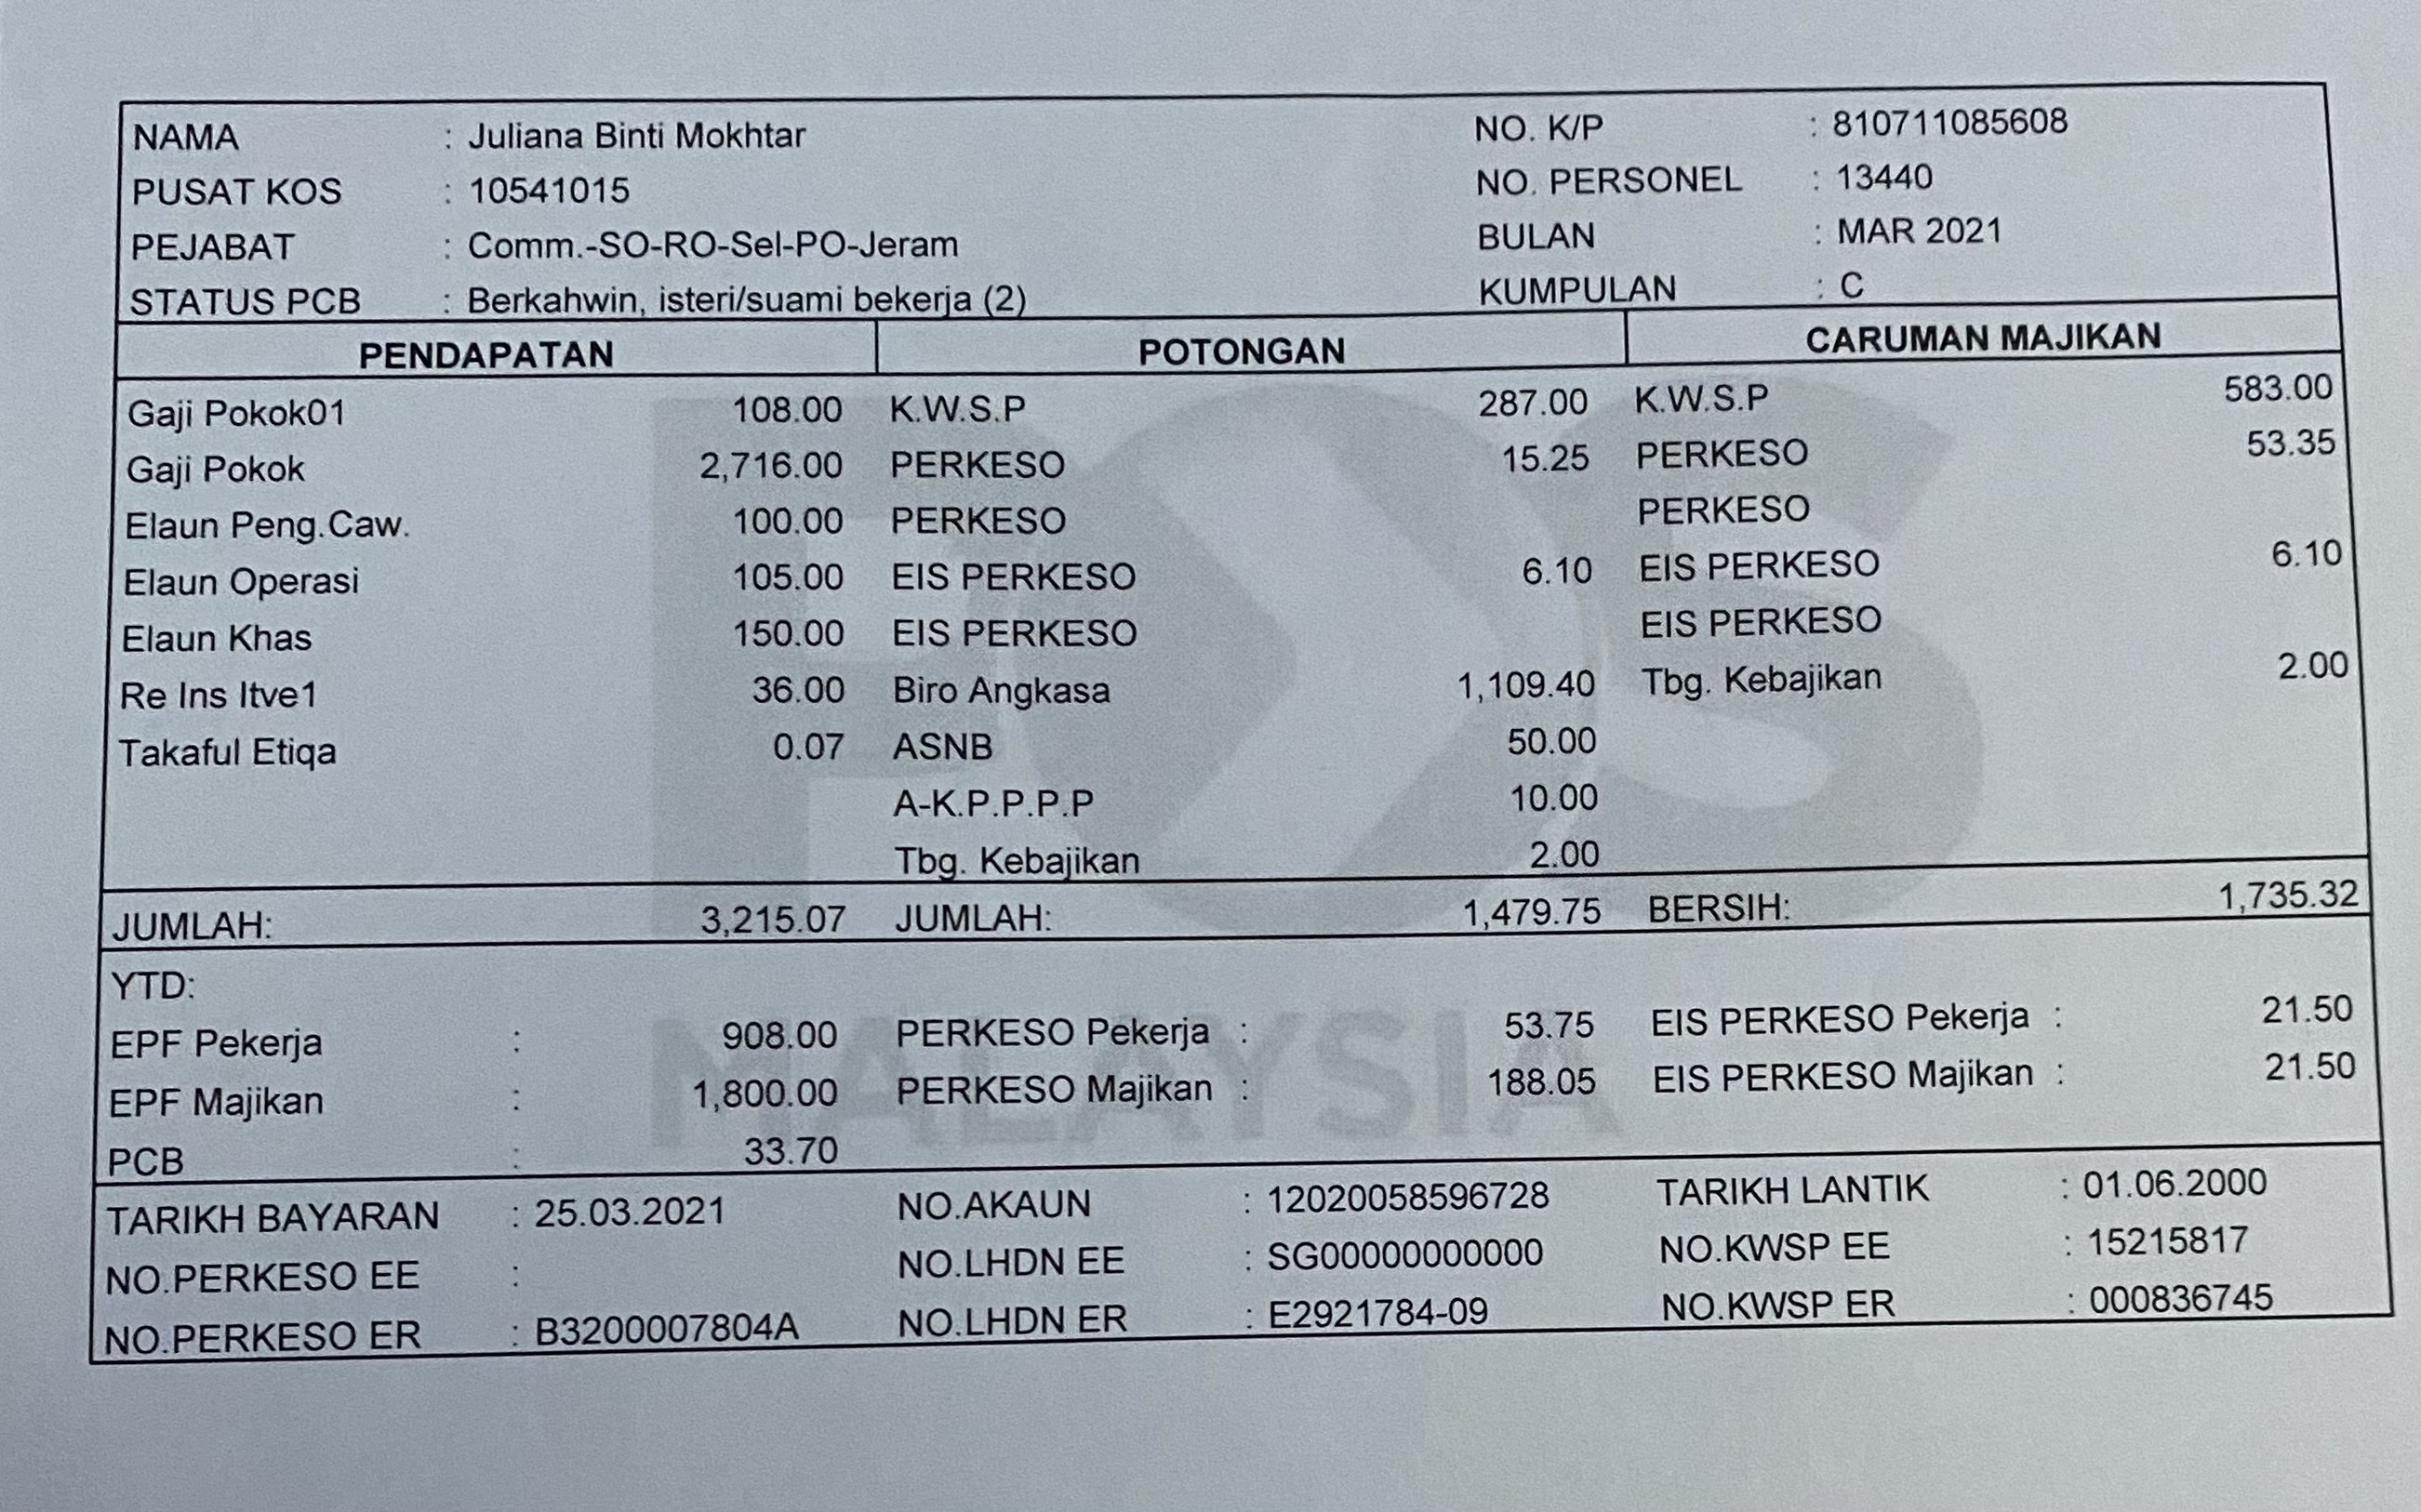 NAMA : Juliana Binti Mokhtar NO. K/P : 810711085608
PUSAT KOS : 10541015 NO. PERSONEL : 13440
PEJABAT : Comm.-SO-RO-Sel-PO-Jeram BULAN : MAR 2021
STATUS PCB : Berkahwin, isteri/suami bekerja (2) KUMPULAN : C
PENDAPATAN POTONGAN CARUMAN MAJIKAN
Gaji Pokok01 108.00 K.W.S.P 287.00 K.W.S.P 583.00
Gaji Pokok 2,716.00 PERKESO 15.25 PERKESO 53.35
Elaun Peng.Caw. 100.00 PERKESO PERKESO
Elaun Operasi 105.00 EIS PERKESO 6.10 EIS PERKESO 6.10
Elaun Khas 150.00 EIS PERKESO EIS PERKESO
Re Ins Itve1 36.00 Biro Angkasa 1,109.40 Tbg. Kebajikan 2.00
Takaful Etiqa 0.07 ASNB 50.00
A-K.P.P.P.P 10.00
Tbg. Kebajikan 2.00
JUMLAH: 3,215.07 JUMLAH: 1,479.75 BERSIH: 1,735.32
YTD:
EPF Pekerja : 908.00 PERKESO Pekerja : 53.75 EIS PERKESO Pekerja : 21.50
EPF Majikan : 1,800.00 PERKESO Majikan : 188.05 EIS PERKESO Majikan : 21.50
PCB : 33.70
TARIKH BAYARAN : 25.03.2021 NO.AKAUN : 12020058596728 TARIKH LANTIK : 01.06.2000
NO.PERKESO EE : NO.LHDN EE : SG00000000000 NO.KWSP EE : 15215817
NO.PERKESO ER : B3200007804A NO.LHDN ER : E2921784-09 NO.KWSP ER : 000836745
POS
MALAYSIA